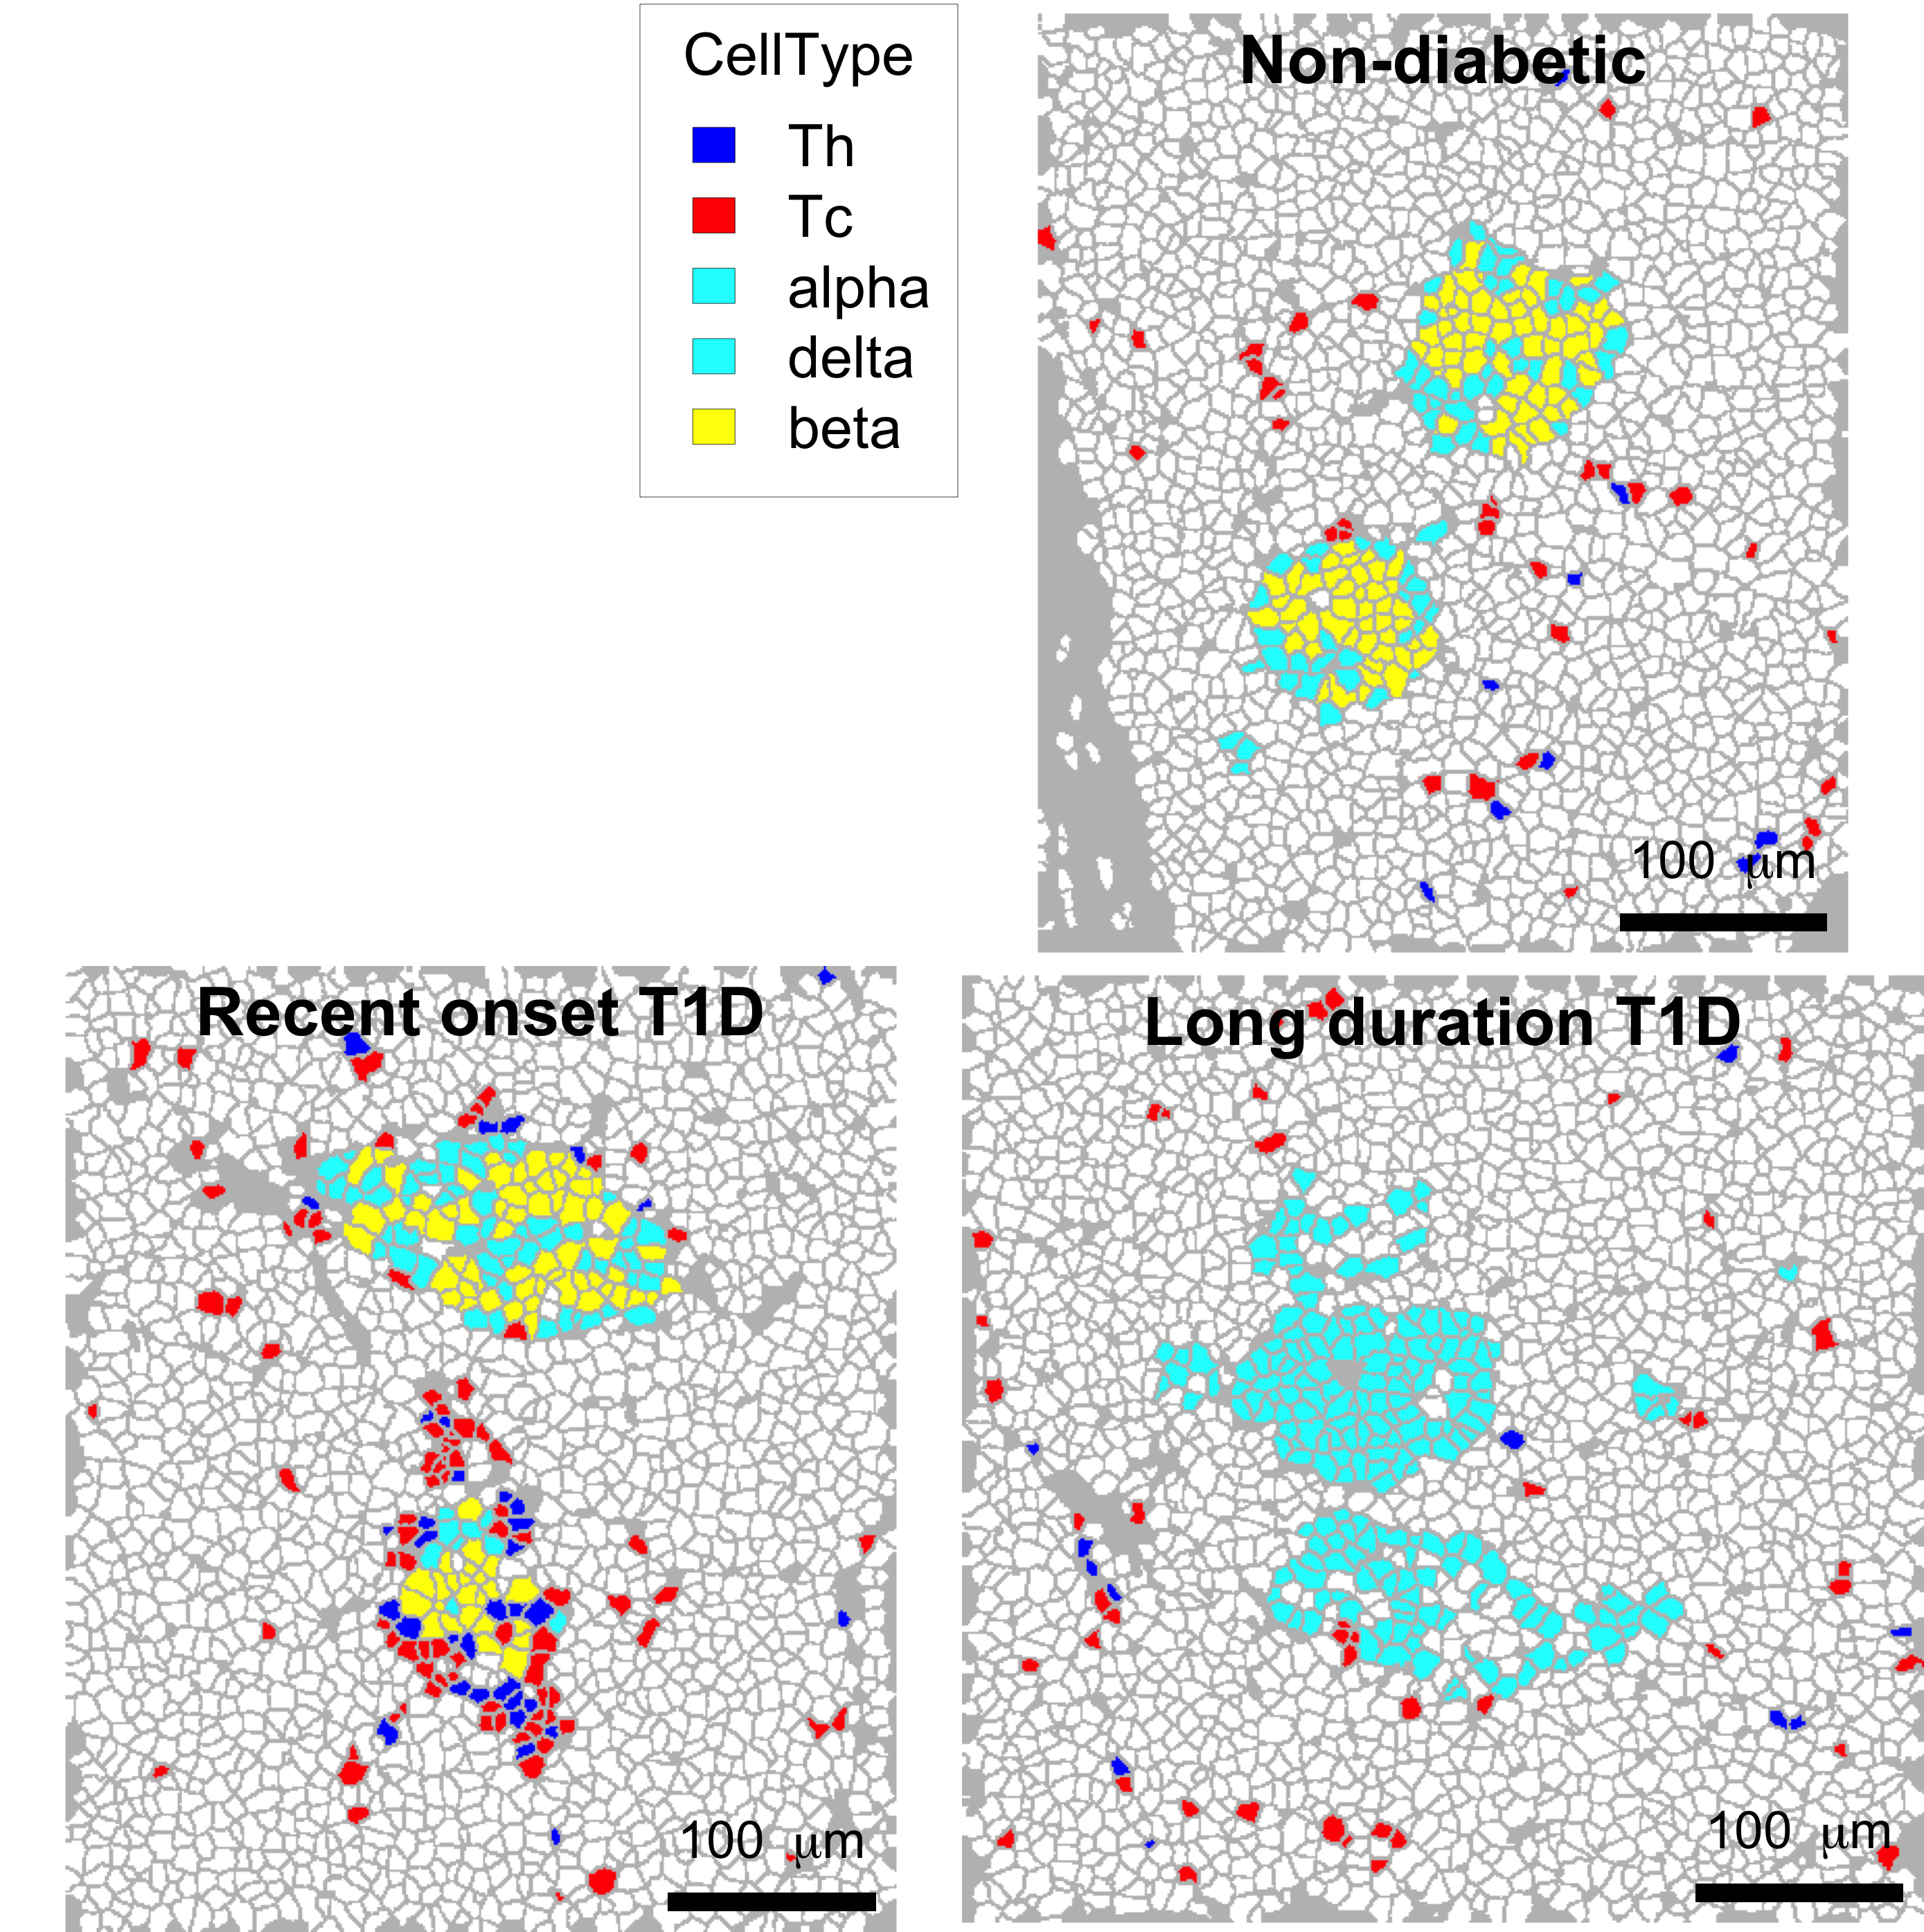 CellType
Th
Tc
alpha
delta
beta
Non-diabetic
100 μm
Recent onset T1D
100 μm
Long duration T1D
100 μm